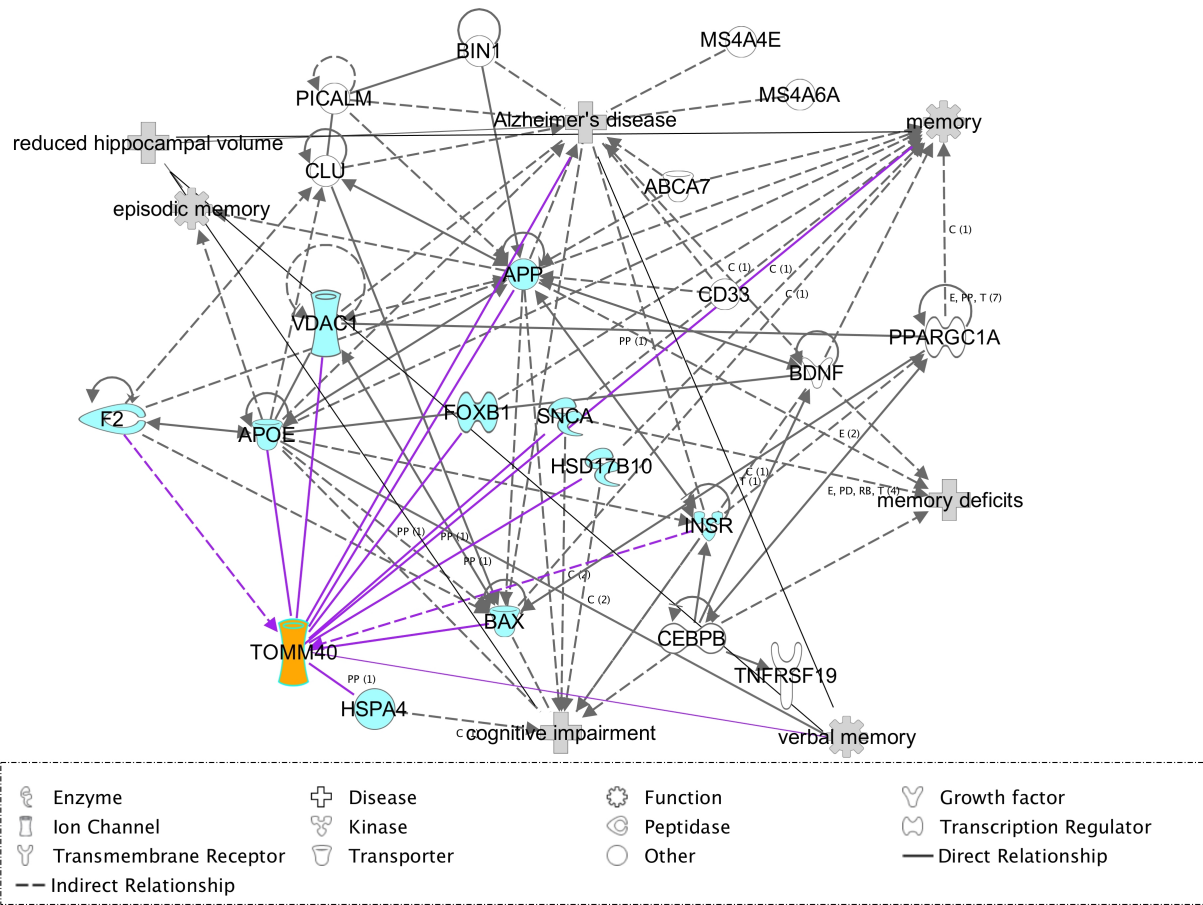 BIN1
MS4A4E
PICALM
MS4A6A
Alzheimer's disease
memory
reduced hippocampal volume
CLU
ABCA7
episodic memory
C (1)
APP
C (1)
C (1)
CD33
C (1)
E, PP, T (7)
VDAC1
PP (1)
PPARGC1A
BDNF
F2
APOE
FOXB1
SNCA
E (2)
HSD17B10
C (1)
T (1)
E, PD, RB, T (4)
memory deficits
INSR
PP (1)
PP (1)
PP (1)
C (2)
C (2)
BAX
CEBPB
TOMM40
TNFRSF19
PP (1)
HSPA4
C
cognitive impairment
verbal memory
Enzyme
Disease
Function
Growth factor
Ion Channel
Kinase
Peptidase
Transcription Regulator
Transmembrane Receptor
Transporter
Other
Direct Relationship
Indirect Relationship